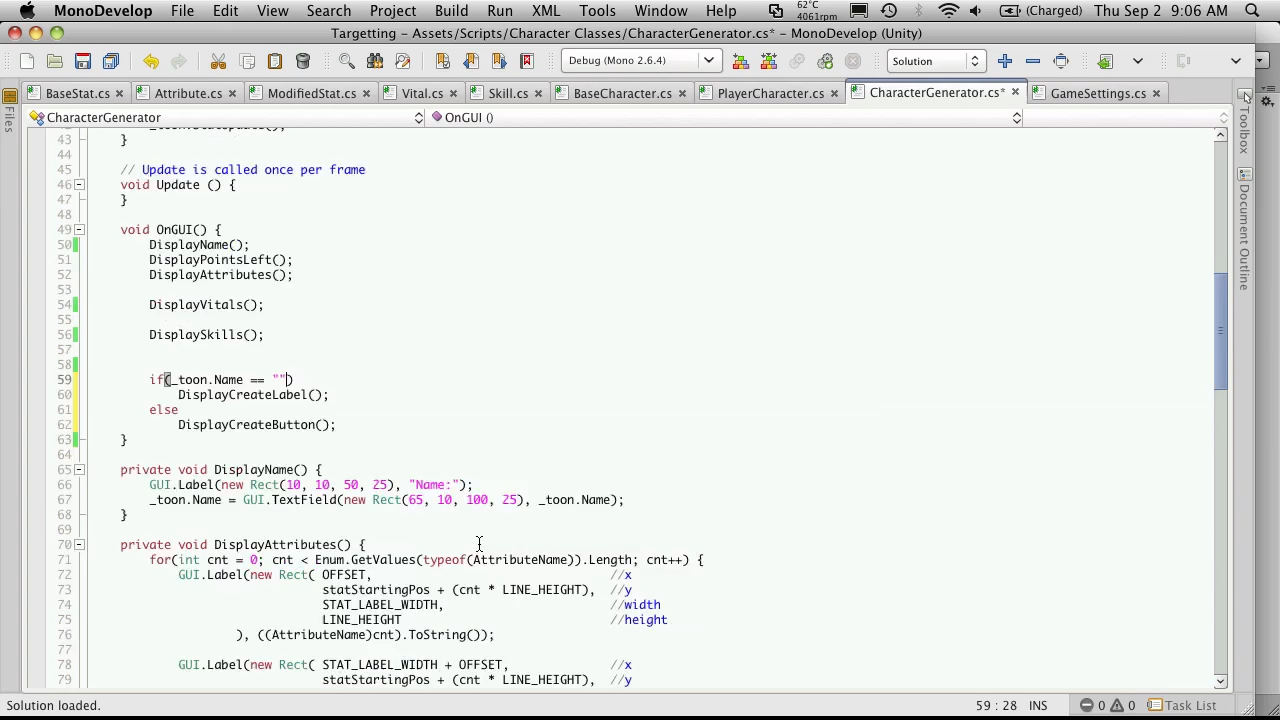 MonoDevelop File Edit View Search Project Build Run XML Tools Window Help 62°C 4061rpm (Charged) Thu Sep 2 9:06 AM
Targetting - Assets/Scripts/Character Classes/CharacterGenerator.cs* - MonoDevelop (Unity)
Debug (Mono 2.6.4) Solution
BaseStat.cs Attribute.cs ModifiedStat.cs Vital.cs Skill.cs BaseCharacter.cs PlayerCharacter.cs CharacterGenerator.cs* GameSettings.cs
CharacterGenerator OnGUI ()
Files
Toolbox
Document Outline
43 }
44
45 // Update is called once per frame
46 void Update () {
47 }
48
49 void OnGUI() {
50 DisplayName();
51 DisplayPointsLeft();
52 DisplayAttributes();
53
54 DisplayVitals();
55
56 DisplaySkills();
57
58
59 if(_toon.Name == "")
60 DisplayCreateLabel();
61 else
62 DisplayCreateButton();
63 }
64
65 private void DisplayName() {
66 GUI.Label(new Rect(10, 10, 50, 25), "Name:");
67 _toon.Name = GUI.TextField(new Rect(65, 10, 100, 25), _toon.Name);
68 }
69
70 private void DisplayAttributes() {
71 for(int cnt = 0; cnt < Enum.GetValues(typeof(AttributeName)).Length; cnt++) {
72 GUI.Label(new Rect( OFFSET, //x
73 statStartingPos + (cnt * LINE_HEIGHT), //y
74 STAT_LABEL_WIDTH, //width
75 LINE_HEIGHT //height
76 ), ((AttributeName)cnt).ToString());
77
78 GUI.Label(new Rect( STAT_LABEL_WIDTH + OFFSET, //x
79 statStartingPos + (cnt * LINE_HEIGHT), //y
Solution loaded. 59 : 28 INS 0 0 Task List